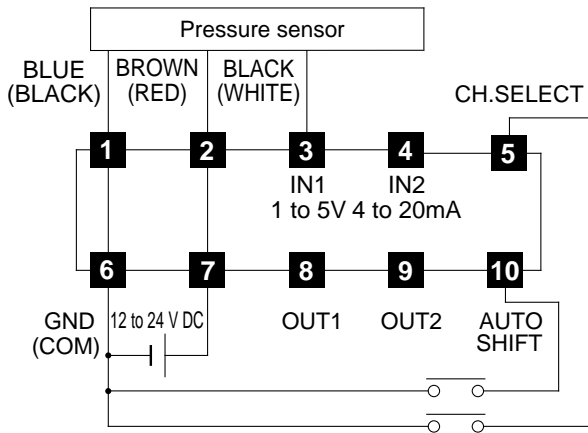 Pressure sensor
BLUE
(BLACK)
BROWN
(RED)
BLACK
(WHITE)
CH.SELECT
1 2 3 4 5
IN1 IN2
1 to 5V 4 to 20mA
6 7 8 9 10
GND
(COM)
12 to 24 V DC
OUT1
OUT2
AUTO
SHIFT